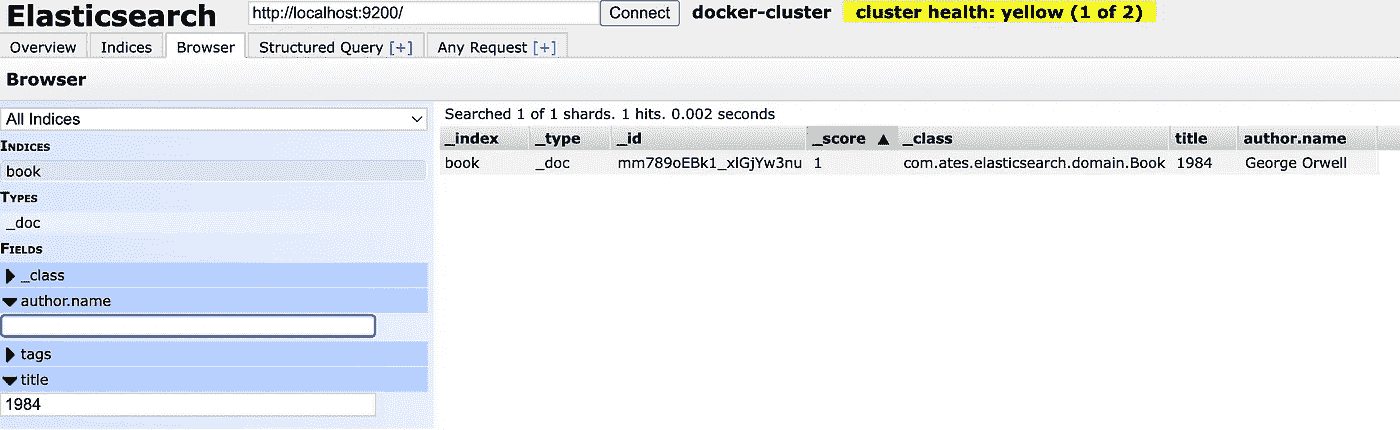 Elasticsearch http://localhost:9200/ Connect docker-cluster cluster health: yellow (1 of 2)
Overview Indices Browser Structured Query [+] Any Request [+]
Browser
All Indices
INDICES
book
TYPES
_doc
FIELDS
_class
author.name
tags
title
1984
Searched 1 of 1 shards. 1 hits. 0.002 seconds
_index _type _id _score ▲ _class title author.name
book _doc mm789oEBk1_xlGjYw3nu 1 com.ates.elasticsearch.domain.Book 1984 George Orwell